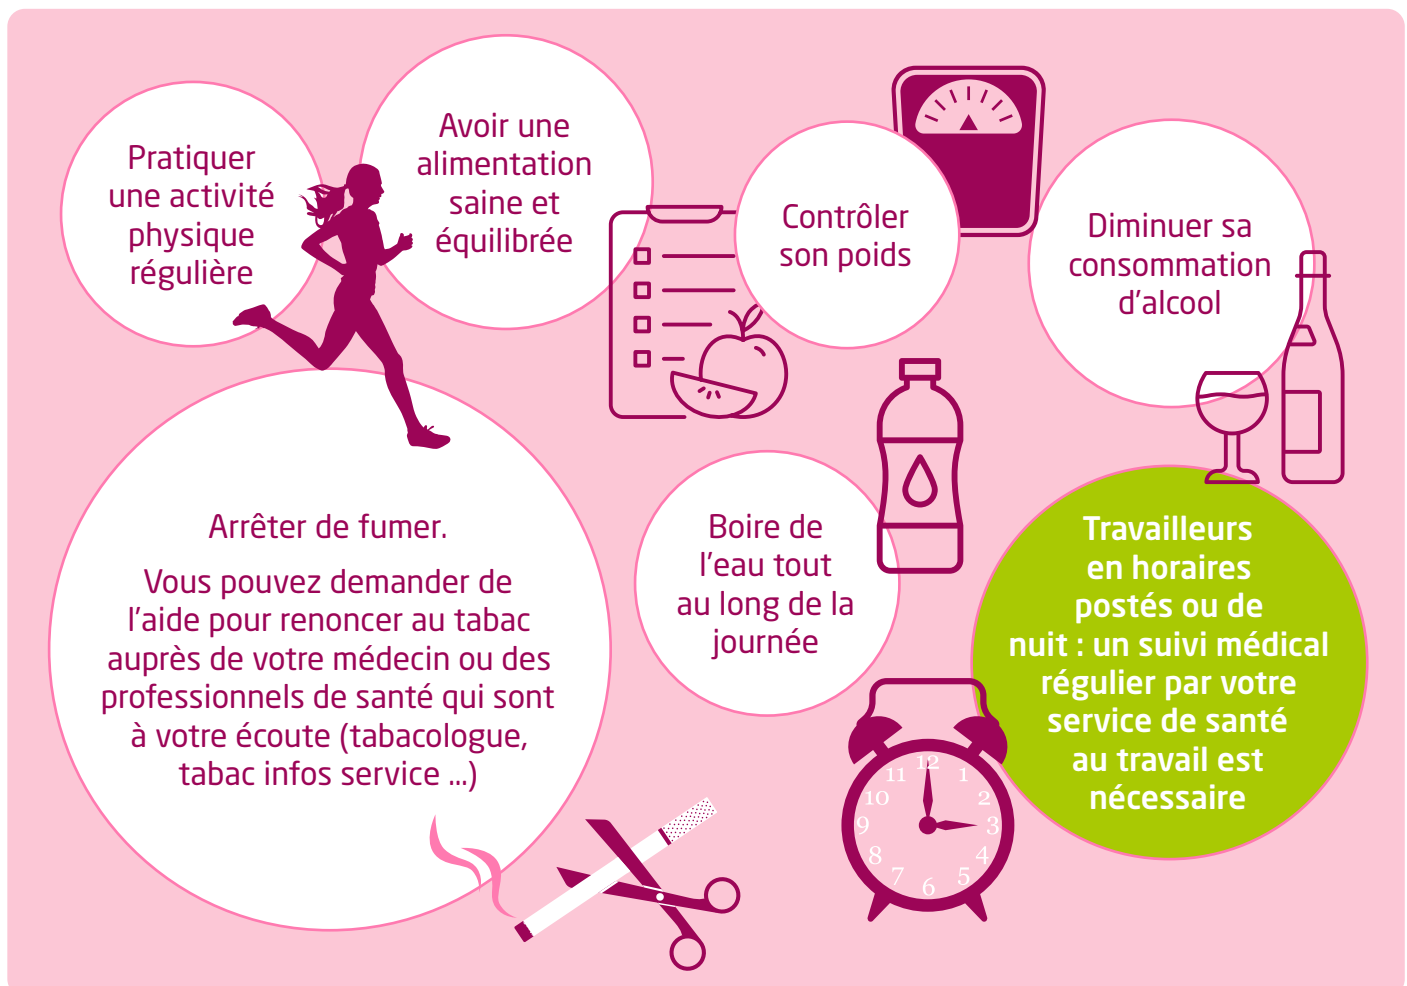 Pratiquer
une activité
physique
régulière
Avoir une
alimentation
saine et
équilibrée
Contrôler
son poids
Diminuer sa
consommation
d'alcool
Arrêter de fumer.
Vous pouvez demander de
l'aide pour renoncer au tabac
auprès de votre médecin ou des
professionnels de santé qui sont
à votre écoute (tabacologue,
tabac infos service ...)
Boire de
l'eau tout
au long de la
journée
Travailleurs
en horaires
postés ou de
nuit : un suivi médical
régulier par votre
service de santé
au travail est
nécessaire
12
1
2
3
4
5
6
7
8
9
10
11